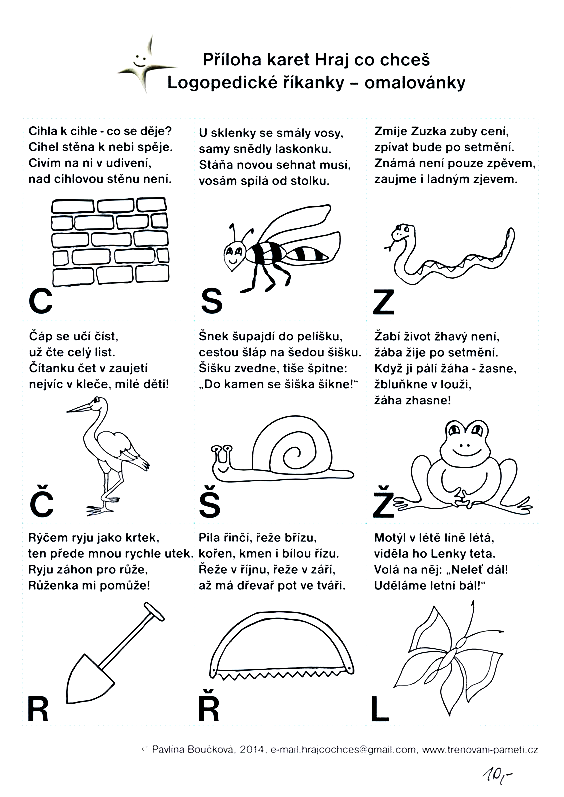 Příloha karet Hraj co chceš
Logopedické říkanky – omalovánky
Cihla k cihle - co se děje?
Cihel stěna k nebi spěje.
Civím na ni v udivení,
nad cihlovou stěnu není.
C
U sklenky se smály vosy,
samy snědly laskonku.
Stáňa novou sehnat musí,
vosám spílá od stolku.
S
Zmije Zuzka zuby cení,
zpívat bude po setmění.
Známá není pouze zpěvem,
zaujme i ladným zjevem.
Z
Čáp se učí číst,
už čte celý list.
Čítanku čet v zaujetí
nejvíc v kleče, milé děti!
Č
Šnek šupajdí do pelíšku,
cestou šláp na šedou šišku.
Šišku zvedne, tiše špitne:
„Do kamen se šiška šikne!“
Š
Žabí život žhavý není,
žába žije po setmění.
Když ji pálí žáha - žasne,
žbluňkne v louži,
žáha zhasne!
Ž
Rýčem ryju jako krtek,
ten přede mnou rychle utek.
Ryju záhon pro růže,
Růženka mi pomůže!
R
Pila řinčí, řeže břízu,
kořen, kmen i bílou řízu.
Řeže v říjnu, řeže v září,
až má dřevař pot ve tváři.
Ř
Motýl v létě líně létá,
viděla ho Lenky teta.
Volá na něj: „Neleť dál!
Uděláme letní bál!“
L
© Pavlína Boučková, 2014, e-mail.hrajcochces@gmail.com, www.trenovani-pameti.cz
10,-